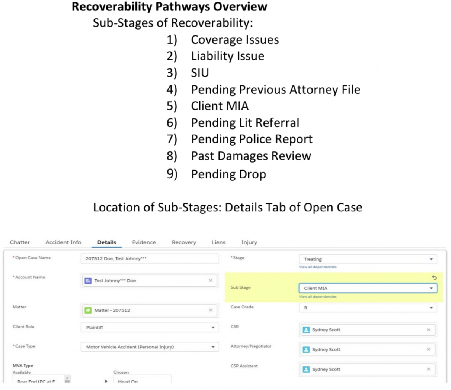 Recoverability Pathways Overview
Sub-Stages of Recoverability:
1) Coverage Issues
2) Liability Issue
3) SIU
4) Pending Previous Attorney File
5) Client MIA
6) Pending Lit Referral
7) Pending Police Report
8) Past Damages Review
9) Pending Drop
Location of Sub-Stages: Details Tab of Open Case
Chatter Accident Info Details Evidence Recovery Liens Injury
*Open Case Name 207512 Doe, Test Johnny*** *Stage Treating
View all dependencies
*Account Name Test Johnny*** Doe Sub Stage Client MIA
View all dependencies
Matter Matter - 207512 Case Grade
Client Role Plaintiff CSR Sydney Scott
*Case Type Motor Vehicle Accident (Personal Injury) Attorney/Negotiator Sydney Scott
MVA Type CSR Assistant Sydney Scott
Available Chosen
Rear End (PC of F Head On